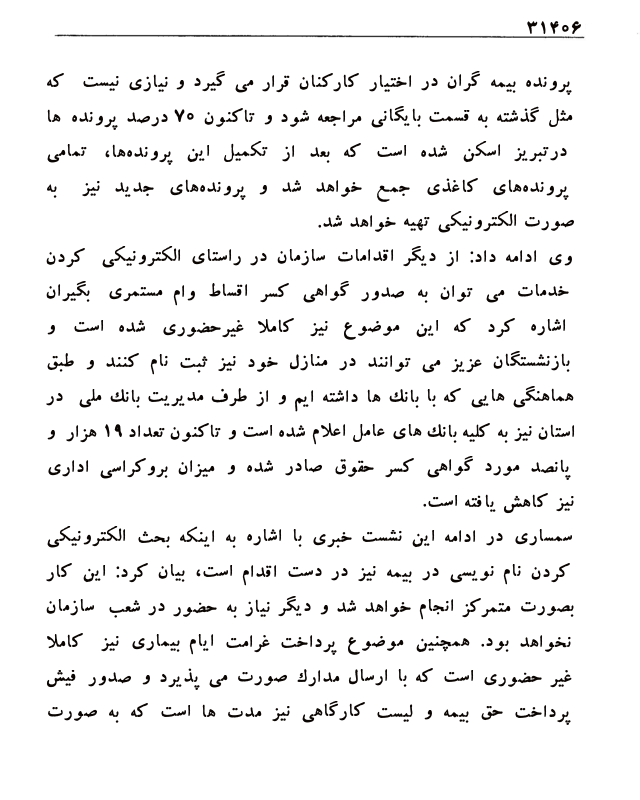 ۳۱۴۰۶
پرونده بیمه گران در اختیار کارکنان قرار می گیرد و نیازی نیست که
مثل گذشته به قسمت بایگانی مراجعه شود و تاکنون ۷۰ درصد پرونده ها
درتبریز اسکن شده است که بعد از تکمیل این پرونده‌ها، تمامی
پرونده‌های کاغذی جمع خواهد شد و پرونده‌های جدید نیز به
صورت الکترونیکی تهیه خواهد شد.
وی ادامه داد: از دیگر اقدامات سازمان در راستای الکترونیکی کردن
خدمات می توان به صدور گواهی کسر اقساط وام مستمری بگیران
اشاره کرد که این موضوع نیز کاملا غیرحضوری شده است و
بازنشستگان عزیز می توانند در منازل خود نیز ثبت نام کنند و طبق
هماهنگی هایی که با بانك ها داشته ایم و از طرف مدیریت بانك ملی در
استان نیز به کلیه بانك های عامل اعلام شده است و تاکنون تعداد ۱۹ هزار و
پانصد مورد گواهی کسر حقوق صادر شده و میزان بروکراسی اداری
نیز کاهش یافته است.
سمساری در ادامه این نشست خبری با اشاره به اینکه بحث الکترونیکی
کردن نام نویسی در بیمه نیز در دست اقدام است، بیان کرد: این کار
بصورت متمرکز انجام خواهد شد و دیگر نیاز به حضور در شعب سازمان
نخواهد بود. همچنین موضوع پرداخت غرامت ایام بیماری نیز کاملا
غیر حضوری است که با ارسال مدارك صورت می پذیرد و صدور فیش
پرداخت حق بیمه و لیست کارگاهی نیز مدت ها است که به صورت